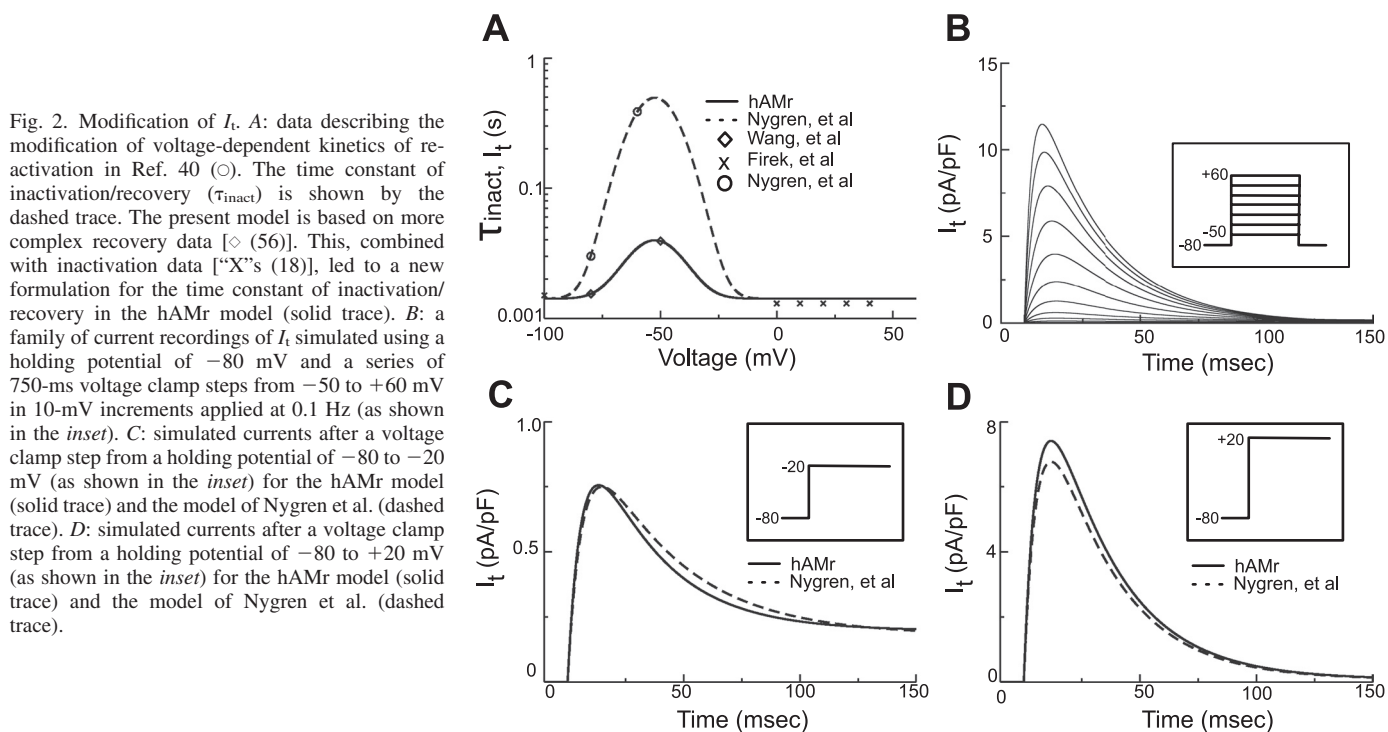 Fig. 2. Modification of It. A: data describing the
modification of voltage-dependent kinetics of re-
activation in Ref. 40 (○). The time constant of
inactivation/recovery (τinact) is shown by the
dashed trace. The present model is based on more
complex recovery data [◇ (56)]. This, combined
with inactivation data [“X”s (18)], led to a new
formulation for the time constant of inactivation/
recovery in the hAMr model (solid trace). B: a
family of current recordings of It simulated using a
holding potential of −80 mV and a series of
750-ms voltage clamp steps from −50 to +60 mV
in 10-mV increments applied at 0.1 Hz (as shown
in the inset). C: simulated currents after a voltage
clamp step from a holding potential of −80 to −20
mV (as shown in the inset) for the hAMr model
(solid trace) and the model of Nygren et al. (dashed
trace). D: simulated currents after a voltage clamp
step from a holding potential of −80 to +20 mV
(as shown in the inset) for the hAMr model (solid
trace) and the model of Nygren et al. (dashed
trace).
A
τinact, It (s)
1
0.1
0.001
hAMr
Nygren, et al
Wang, et al
Firek, et al
Nygren, et al
-100
-50
0
50
Voltage (mV)
B
It (pA/pF)
15
10
5
0
+60
-50
-80
0
50
100
150
Time (msec)
C
It (pA/pF)
1.0
0.5
0
-20
-80
hAMr
Nygren, et al
0
50
100
150
Time (msec)
D
It (pA/pF)
8
4
0
+20
-80
hAMr
Nygren, et al
0
50
100
150
Time (msec)